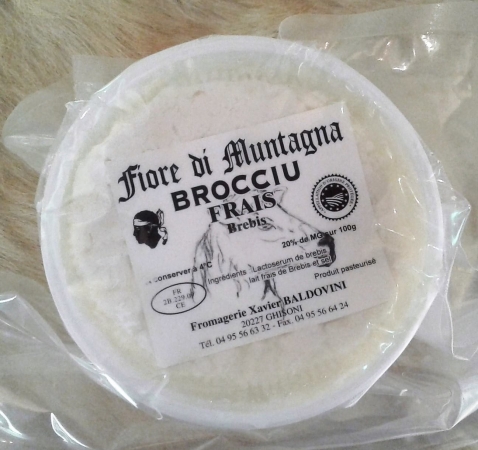 Fiore di Muntagna
BROCCIU
FRAIS
Brebis
20% de MG sur 100g
conserver à 4°C
Ingrédients : Lactoserum de brebis
lait frais de Brebis et sel
Produit pasteurisé
FR
CE
Fromagerie Xavier BALDOVINI
20227 GHISONI
Tél. 04 95 56 63 32 - Fax. 04 95 56 64 24